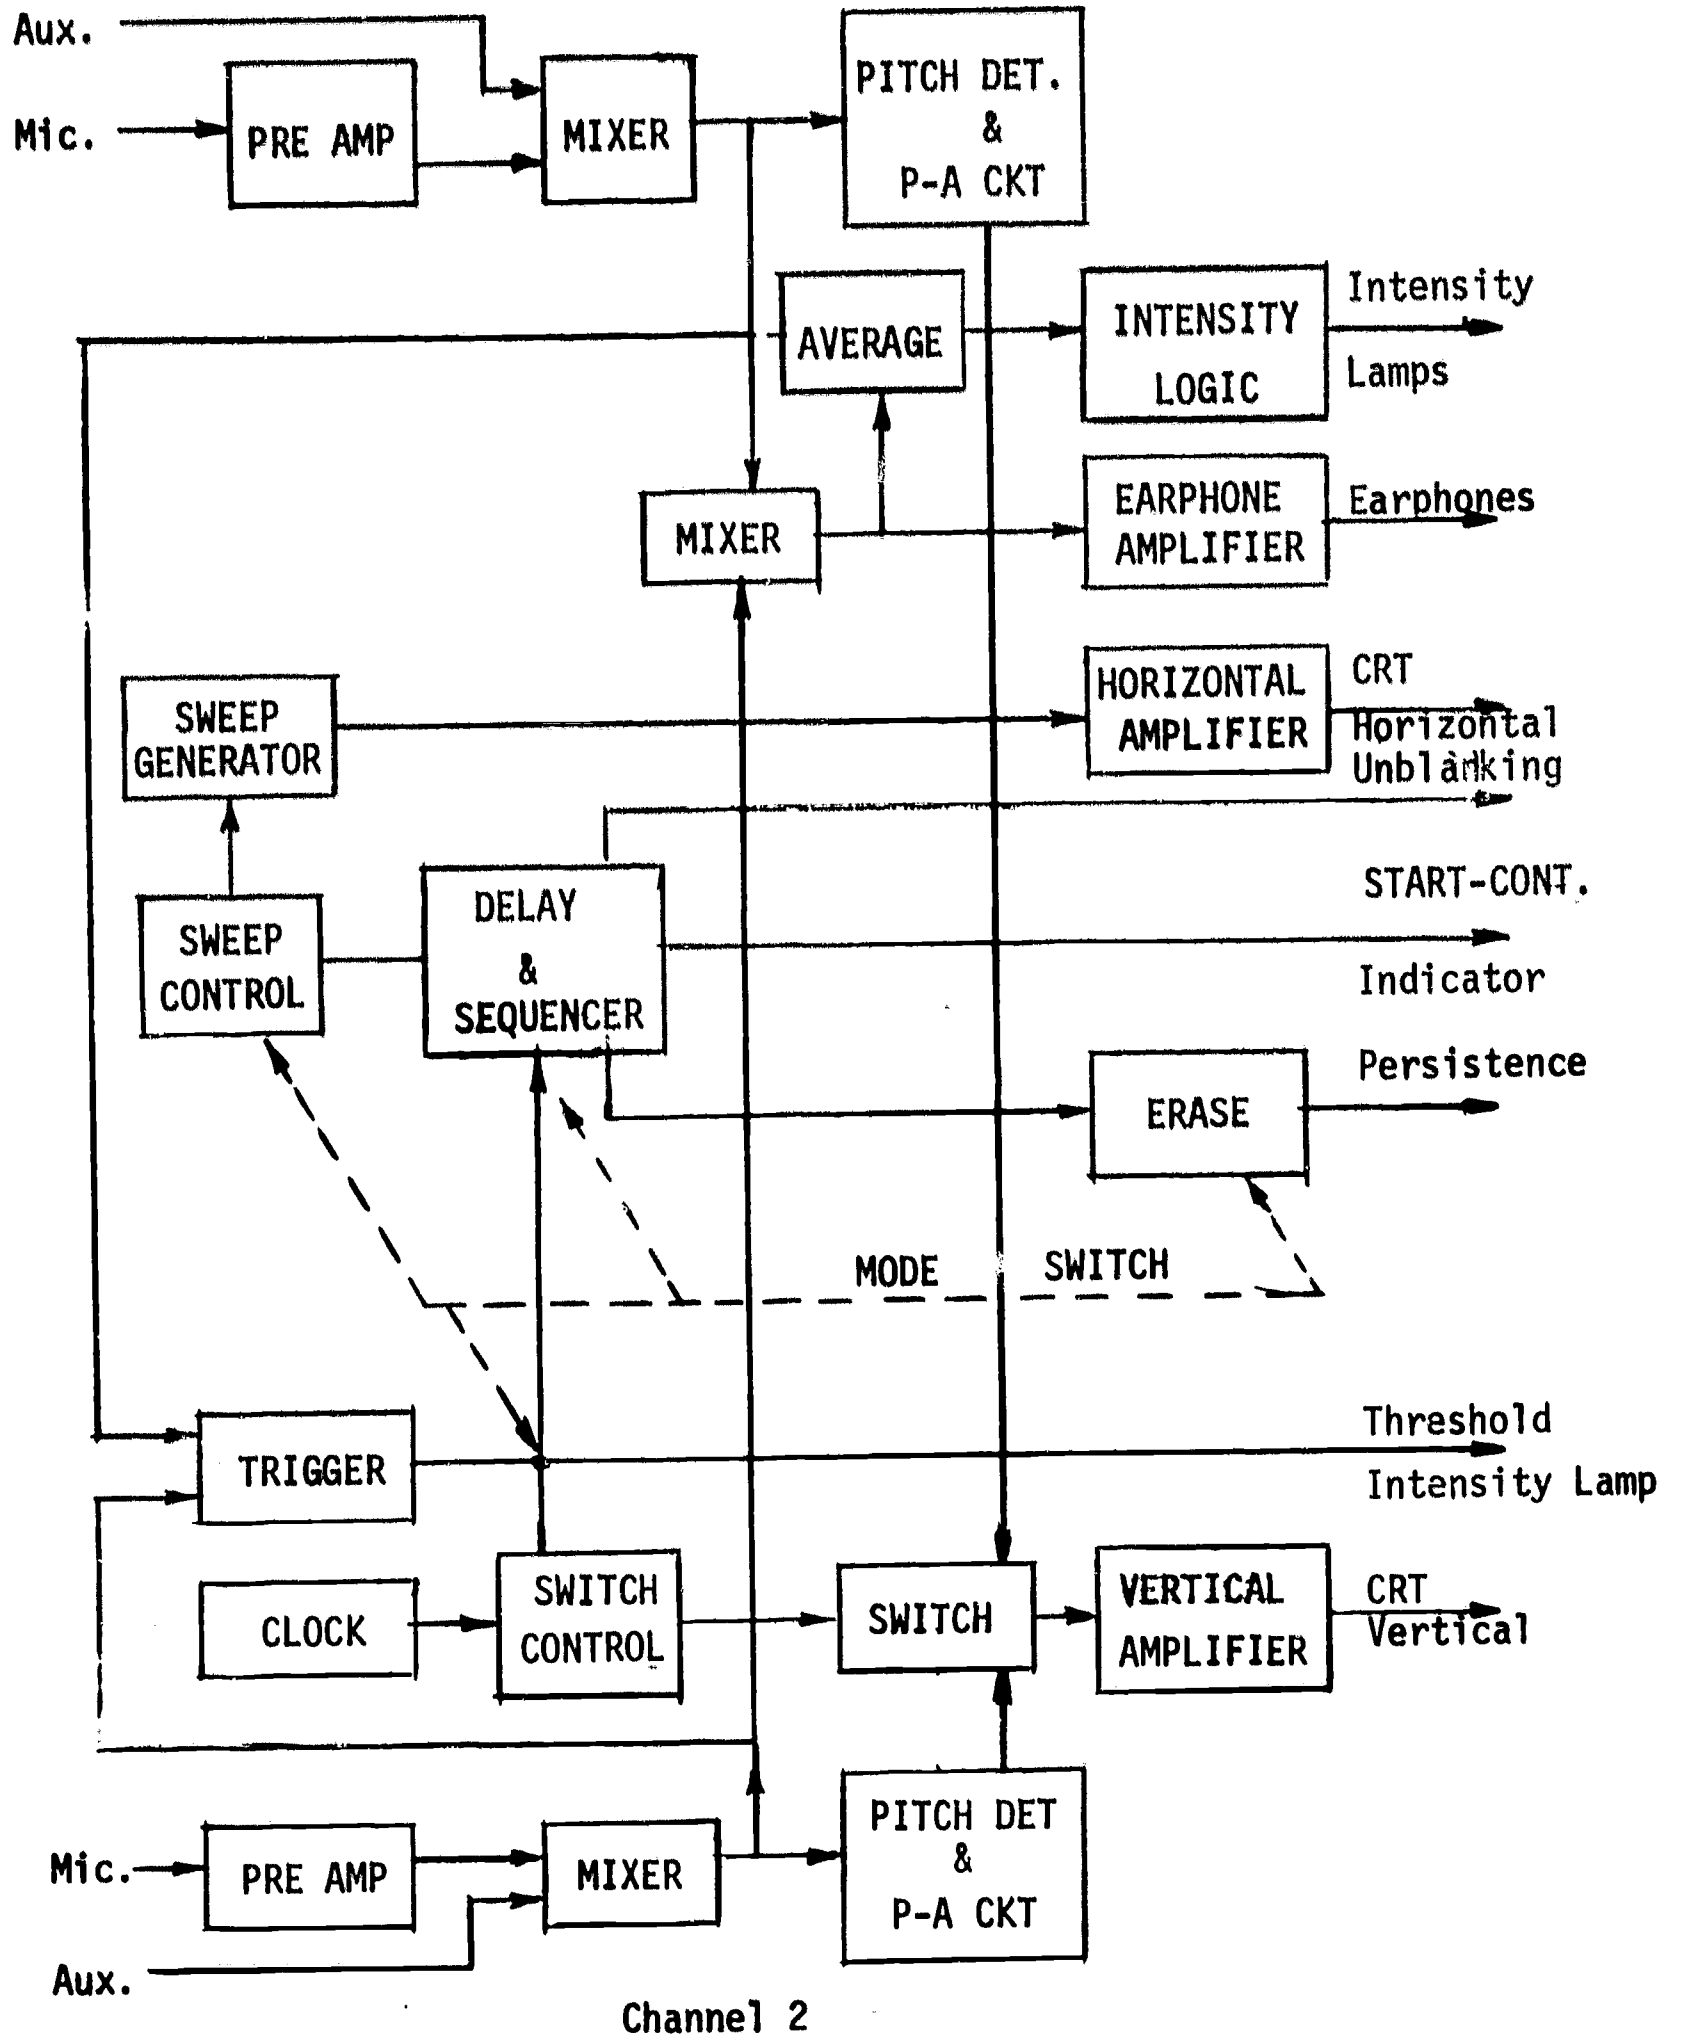 Aux.
Mic.
PRE AMP
MIXER
PITCH DET.
&
P-A CKT
AVERAGE
INTENSITY
LOGIC
Intensity
Lamps
MIXER
EARPHONE
AMPLIFIER
Earphones
SWEEP
GENERATOR
HORIZONTAL
AMPLIFIER
CRT
Horizontal
Unblanking
SWEEP
CONTROL
DELAY
&
SEQUENCER
START-CONT.
Indicator
ERASE
Persistence
MODE SWITCH
TRIGGER
Threshold
Intensity Lamp
CLOCK
SWITCH
CONTROL
SWITCH
VERTICAL
AMPLIFIER
CRT
Vertical
Mic.
PRE AMP
MIXER
PITCH DET
&
P-A CKT
Aux.
Channel 2